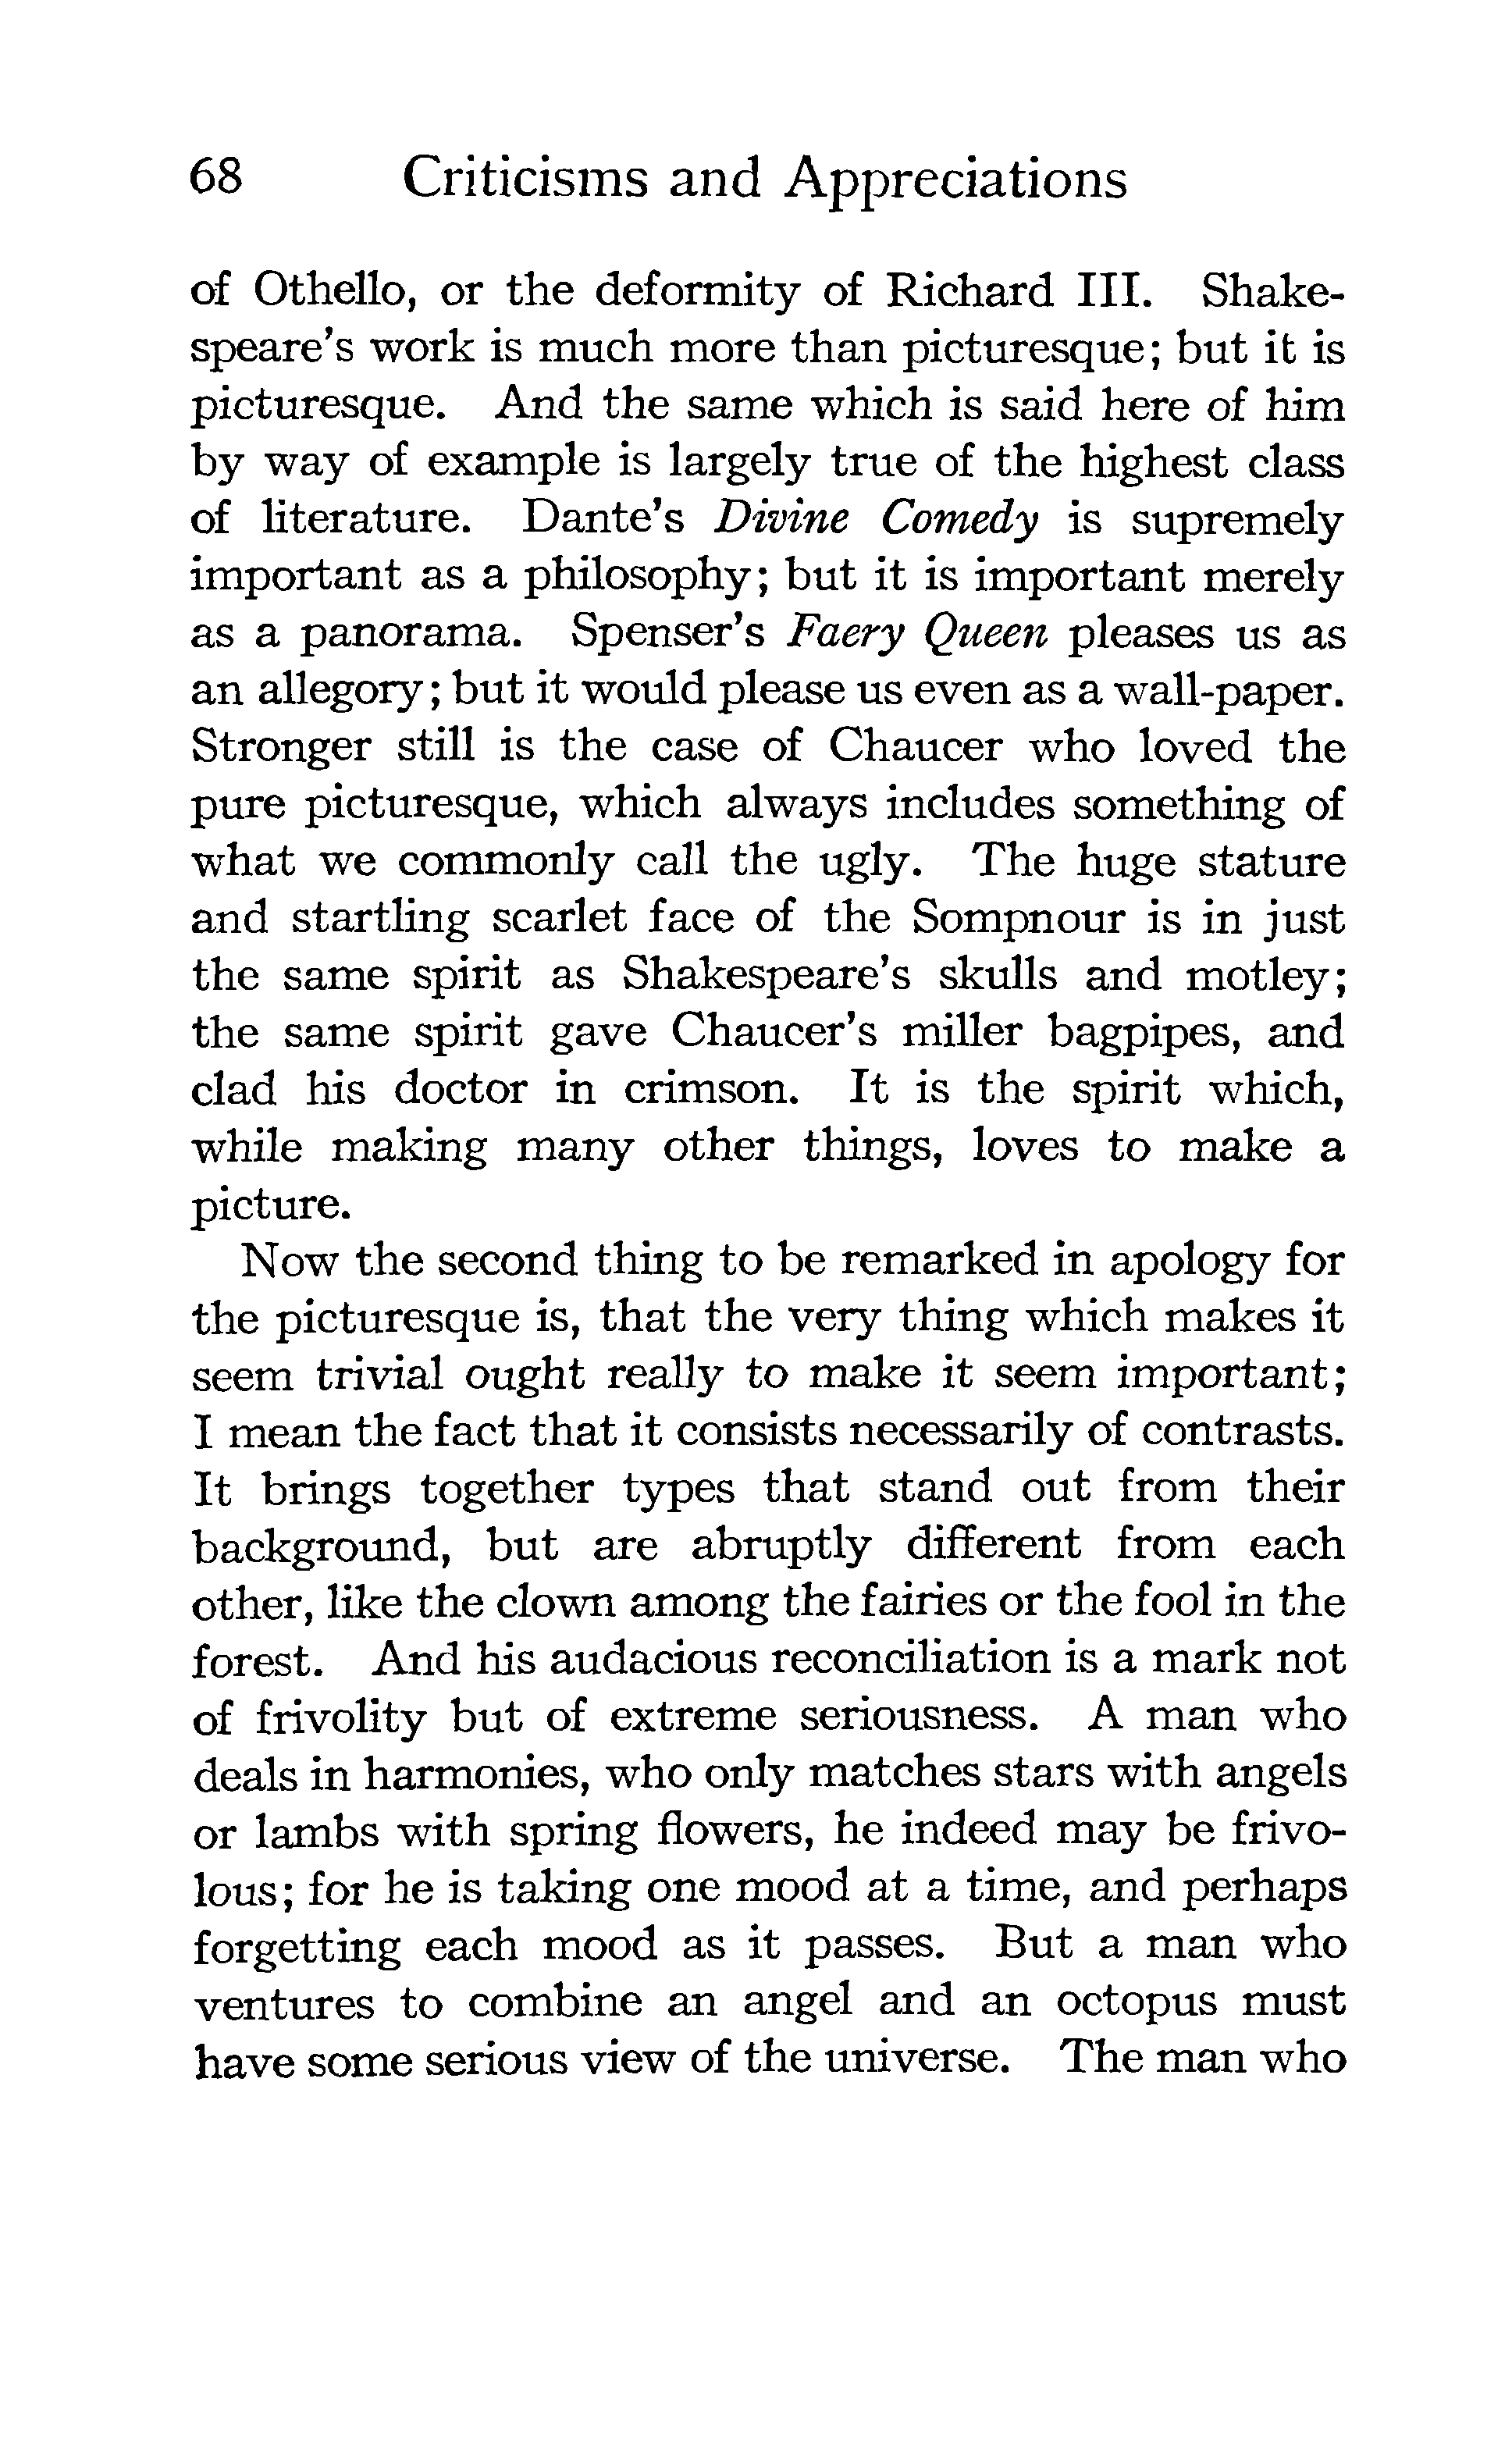 68 Criticisms and Appreciations
of Othello, or the deformity of Richard III. Shake-
speare's work is much more than picturesque; but it is
picturesque. And the same which is said here of him
by way of example is largely true of the highest class
of literature. Dante's Divine Comedy is supremely
important as a philosophy; but it is important merely
as a panorama. Spenser's Faery Queen pleases us as
an allegory; but it would please us even as a wall-paper.
Stronger still is the case of Chaucer who loved the
pure picturesque, which always includes something of
what we commonly call the ugly. The huge stature
and startling scarlet face of the Sompnour is in just
the same spirit as Shakespeare's skulls and motley;
the same spirit gave Chaucer's miller bagpipes, and
clad his doctor in crimson. It is the spirit which,
while making many other things, loves to make a
picture.
Now the second thing to be remarked in apology for
the picturesque is, that the very thing which makes it
seem trivial ought really to make it seem important;
I mean the fact that it consists necessarily of contrasts.
It brings together types that stand out from their
background, but are abruptly different from each
other, like the clown among the fairies or the fool in the
forest. And his audacious reconciliation is a mark not
of frivolity but of extreme seriousness. A man who
deals in harmonies, who only matches stars with angels
or lambs with spring flowers, he indeed may be frivo-
lous; for he is taking one mood at a time, and perhaps
forgetting each mood as it passes. But a man who
ventures to combine an angel and an octopus must
have some serious view of the universe. The man who